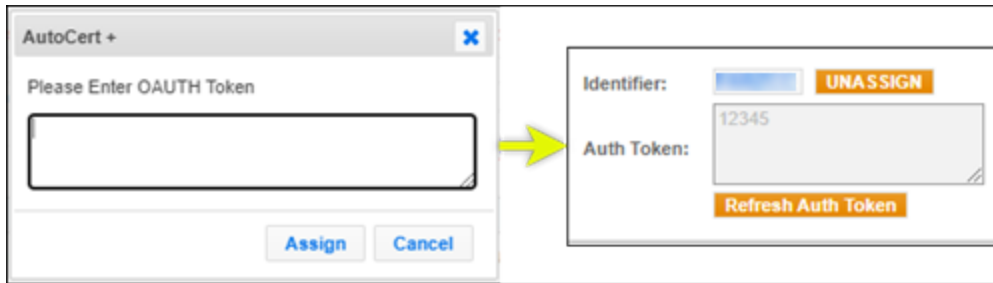 AutoCert +
Please Enter OAUTH Token
Assign Cancel
Identifier: UNASSIGN
12345
Auth Token:
Refresh Auth Token